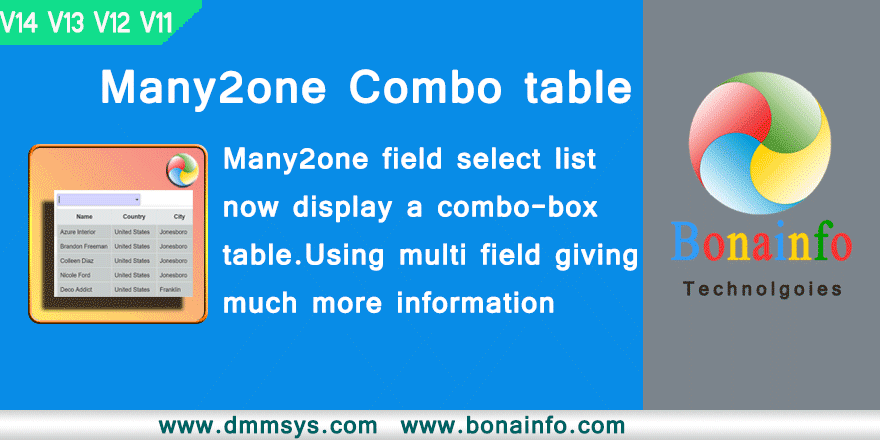 V14 V13 V12 V11
Many2one Combo table
Many2one field select list
now display a combo-box
table.Using multi field giving
much more information
Name Country City
Azure Interior United States Jonesboro
Brandon Freeman United States Jonesboro
Colleen Diaz United States Jonesboro
Nicole Ford United States Jonesboro
Deco Addict United States Franklin
Bonainfo
Technolgoies
www.dmmsys.com www.bonainfo.com